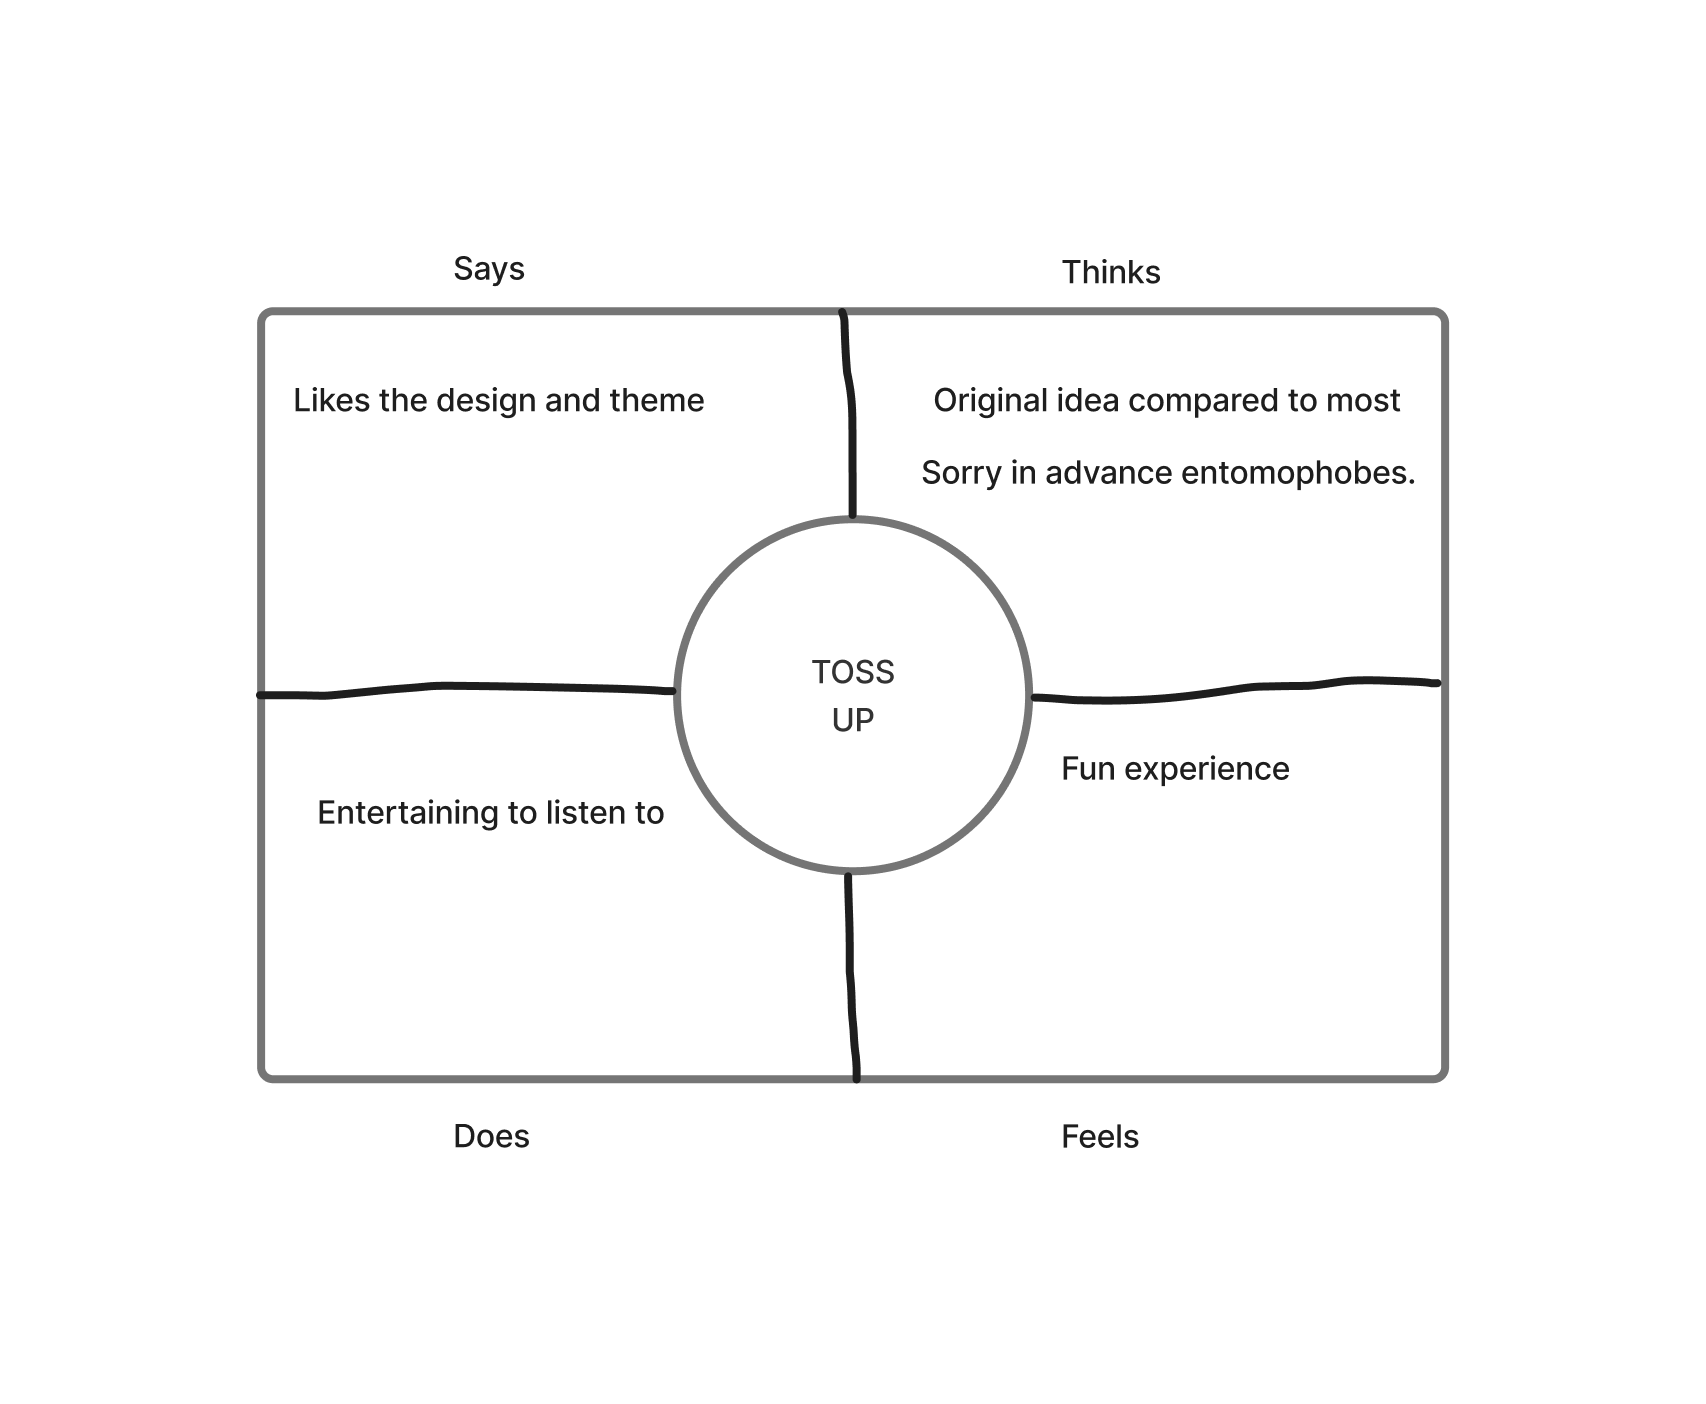 Says
Thinks
Likes the design and theme
Original idea compared to most
Sorry in advance entomophobes.
TOSS
UP
Fun experience
Entertaining to listen to
Does
Feels